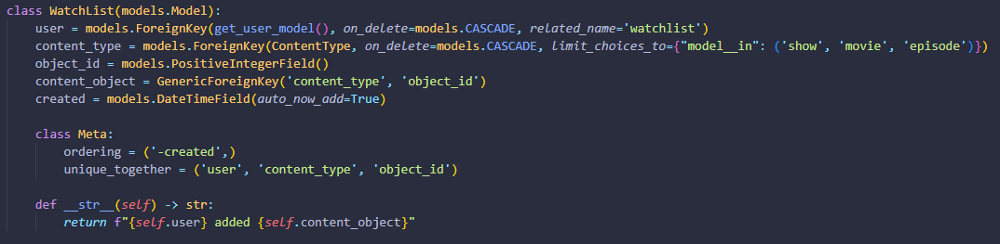 class WatchList(models.Model):
    user = models.ForeignKey(get_user_model(), on_delete=models.CASCADE, related_name='watchlist')
    content_type = models.ForeignKey(ContentType, on_delete=models.CASCADE, limit_choices_to={"model__in": ('show', 'movie', 'episode')})
    object_id = models.PositiveIntegerField()
    content_object = GenericForeignKey('content_type', 'object_id')
    created = models.DateTimeField(auto_now_add=True)

    class Meta:
        ordering = ('-created',)
        unique_together = ('user', 'content_type', 'object_id')

    def __str__(self) -> str:
        return f"{self.user} added {self.content_object}"